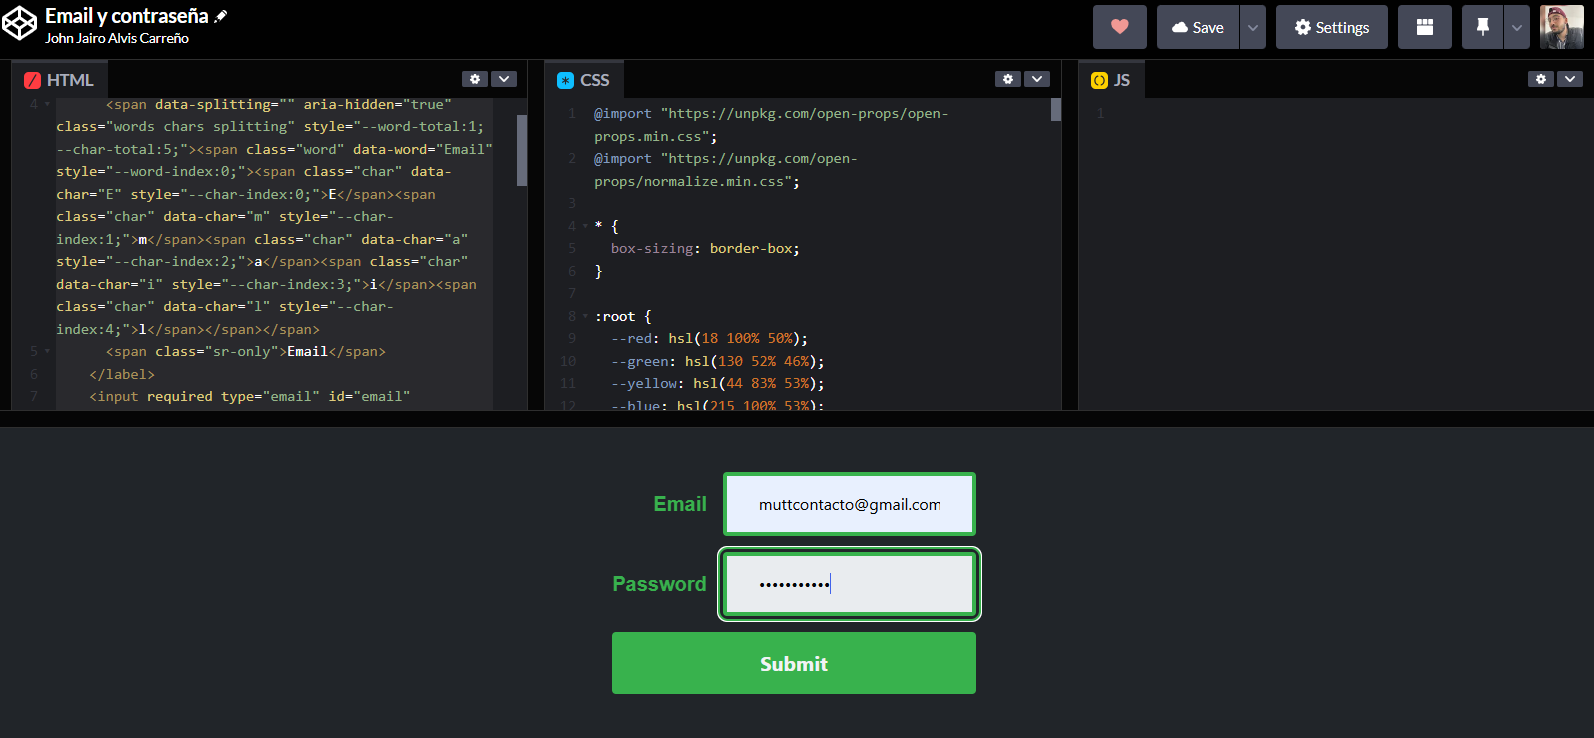 Email y contraseña
John Jairo Alvis Carreño
Save
Settings
HTML
4 <span data-splitting="" aria-hidden="true"
class="words chars splitting" style="--word-total:1;
--char-total:5;"><span class="word" data-word="Email"
style="--word-index:0;"><span class="char" data-
char="E" style="--char-index:0;">E</span><span
class="char" data-char="m" style="--char-
index:1;">m</span><span class="char" data-char="a"
style="--char-index:2;">a</span><span class="char"
data-char="i" style="--char-index:3;">i</span><span
class="char" data-char="l" style="--char-
index:4;">l</span></span></span>
5 <span class="sr-only">Email</span>
6 </label>
7 <input required type="email" id="email"
CSS
1 @import "https://unpkg.com/open-props/open-
props.min.css";
2 @import "https://unpkg.com/open-
props/normalize.min.css";
3
4 * {
5 box-sizing: border-box;
6 }
7
8 :root {
9 --red: hsl(18 100% 50%);
10 --green: hsl(130 52% 46%);
11 --yellow: hsl(44 83% 53%);
12 --blue: hsl(215 100% 53%);
JS
1
Email
muttcontacto@gmail.com
Password
•••••••••••
Submit